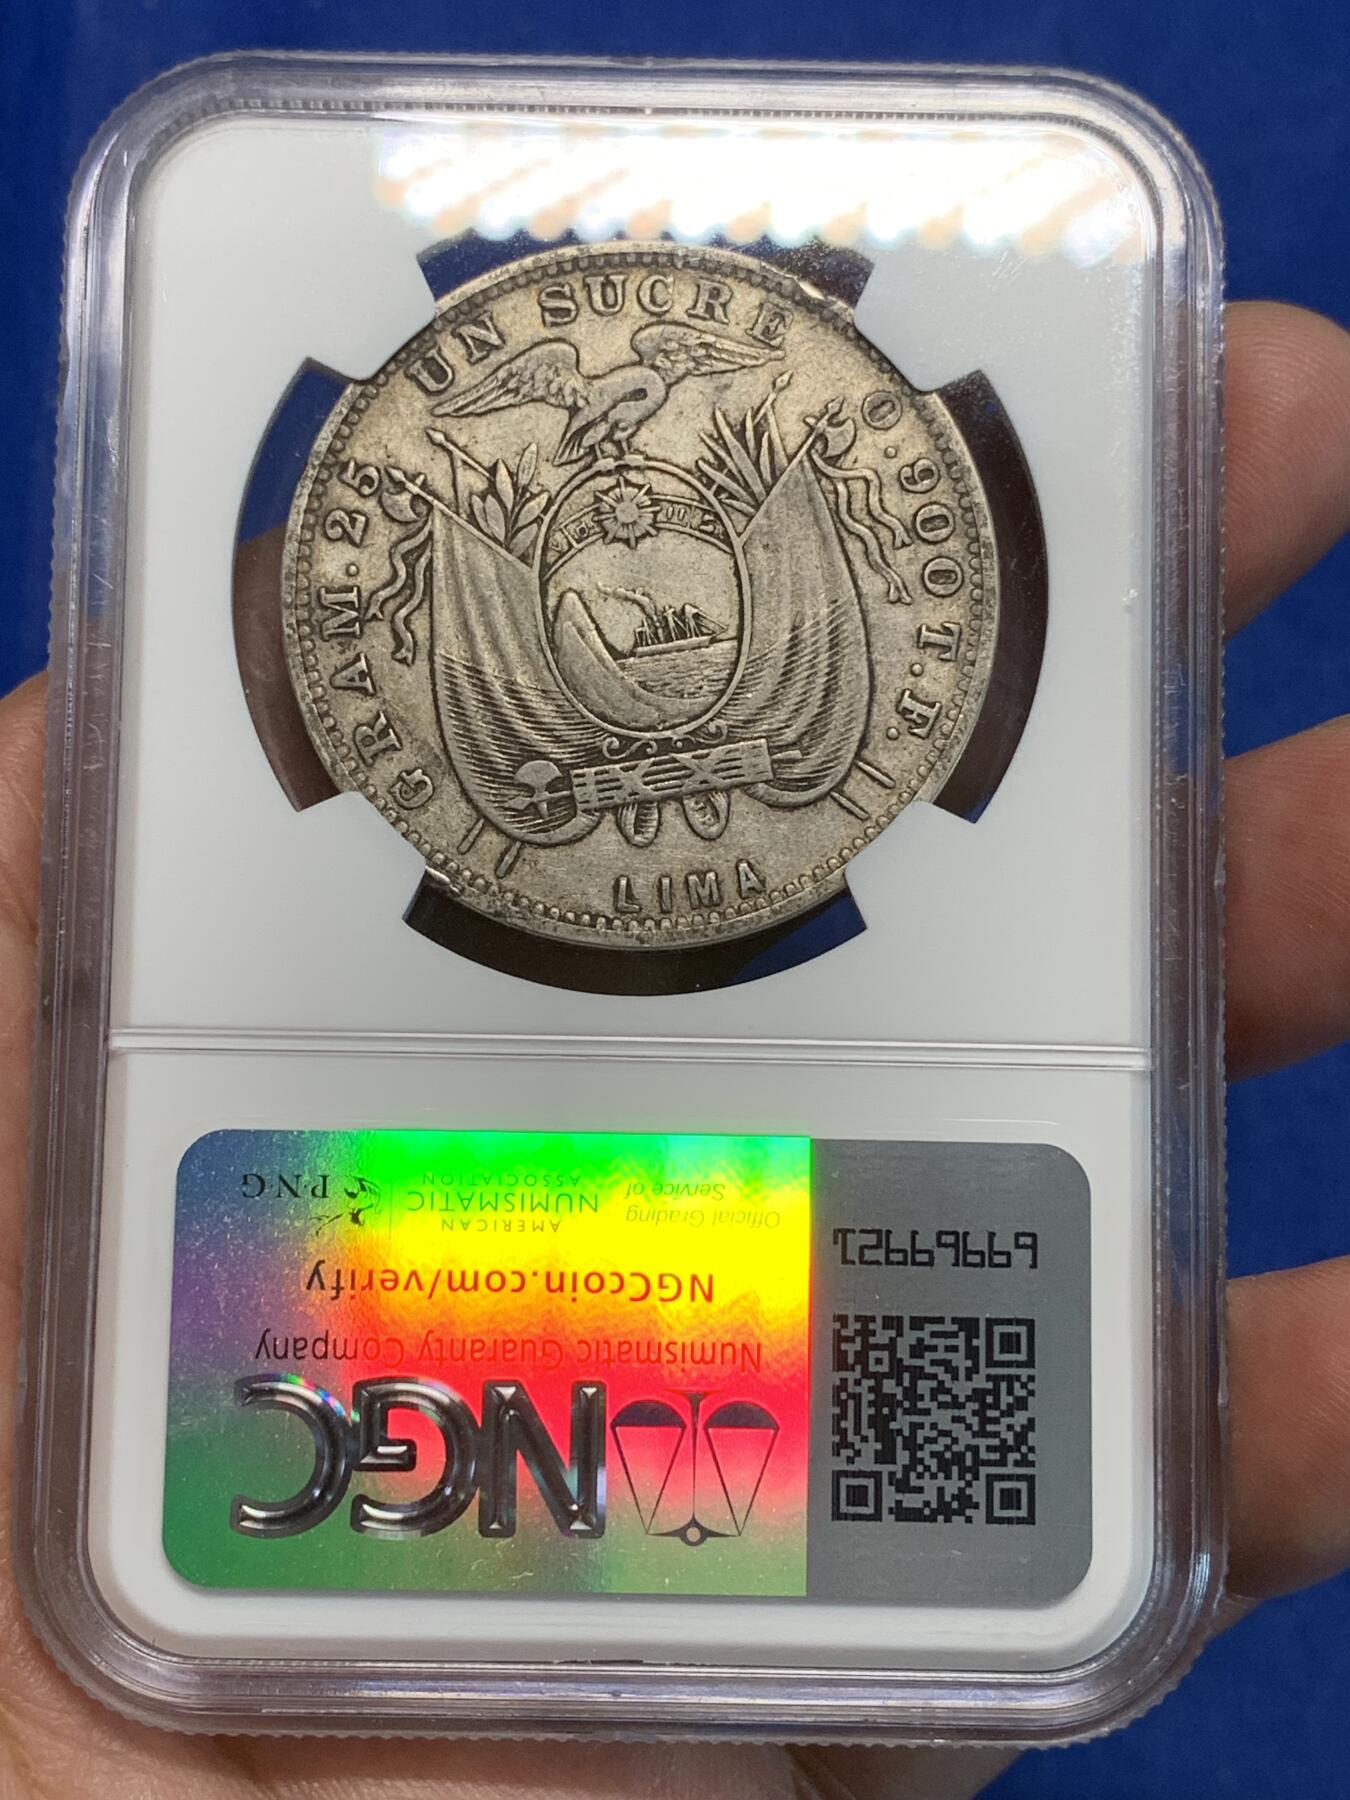 GRAM. 25 UN SUCRE 0.900 T.F.
LIMA
NGC
Numismatic Guaranty Company
NGCcoin.com/verify
Official Grading
Service of
AMERICAN
NUMISMATIC
ASSOCIATION
P·N·G